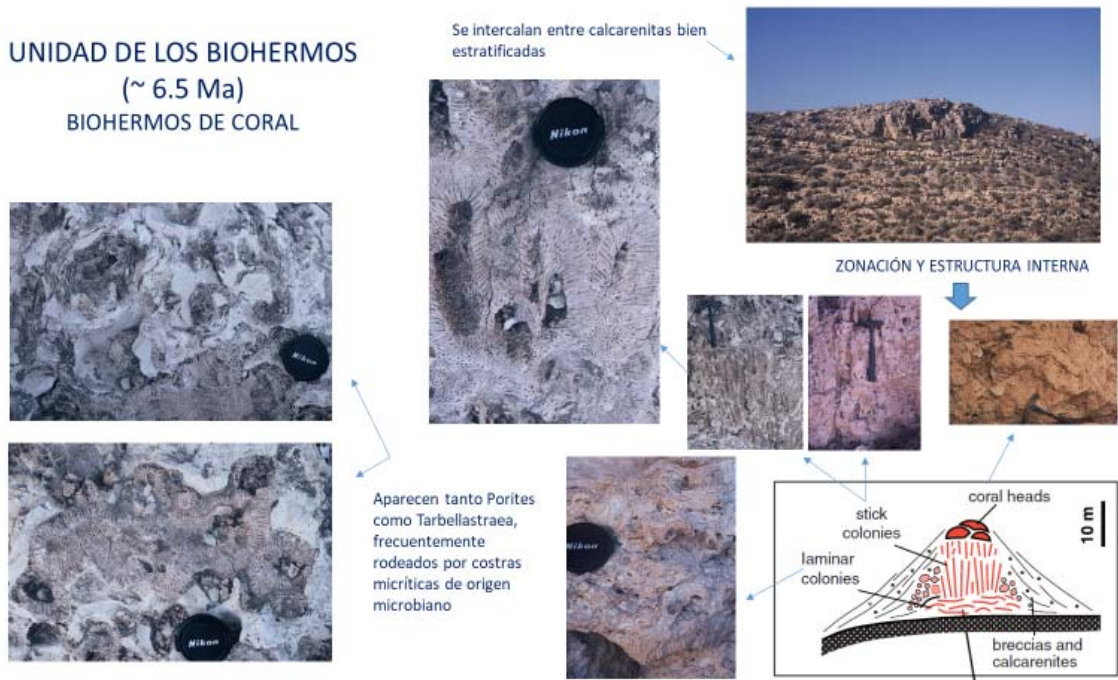 UNIDAD DE LOS BIOHERMOS
(~ 6.5 Ma)
BIOHERMOS DE CORAL
Se intercalan entre calcarenitas bien
estratificadas
Nikon
ZONACIÓN Y ESTRUCTURA INTERNA
Nikon
Nikon
Aparecen tanto Porites
como Tarbellastraea,
frecuentemente
rodeados por costras
micríticas de origen
microbiano
Nikon
coral heads
stick
colonies
laminar
colonies
10 m
breccias and
calcarenites